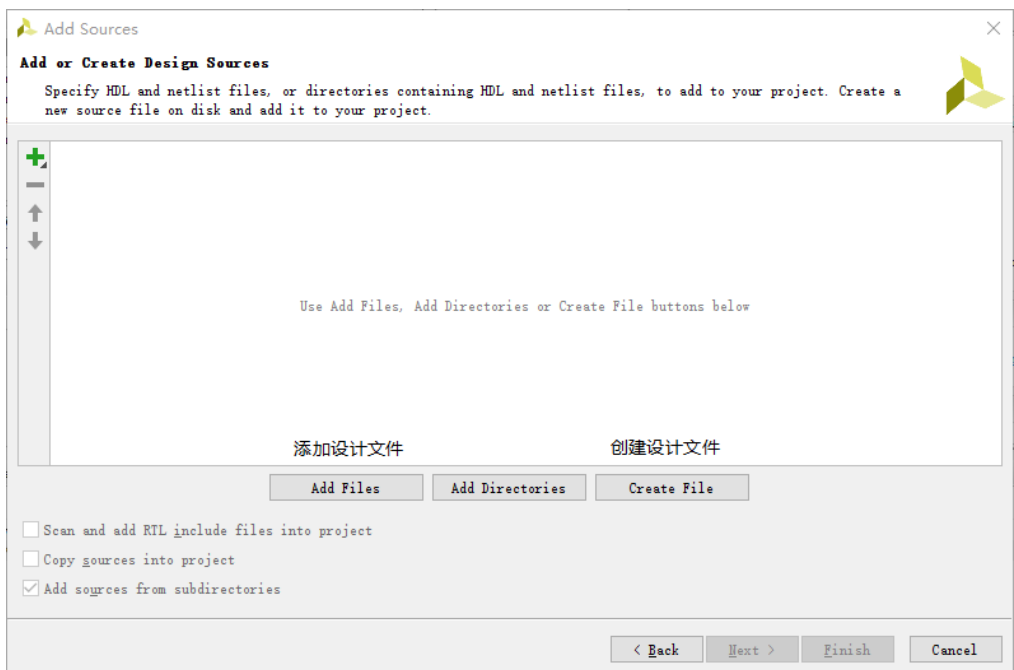 Add Sources
Add or Create Design Sources
Specify HDL and netlist files, or directories containing HDL and netlist files, to add to your project. Create a
new source file on disk and add it to your project.
Use Add Files, Add Directories or Create File buttons below
添加设计文件 创建设计文件
Add Files Add Directories Create File
Scan and add RTL include files into project
Copy sources into project
Add sources from subdirectories
< Back Next > Finish Cancel